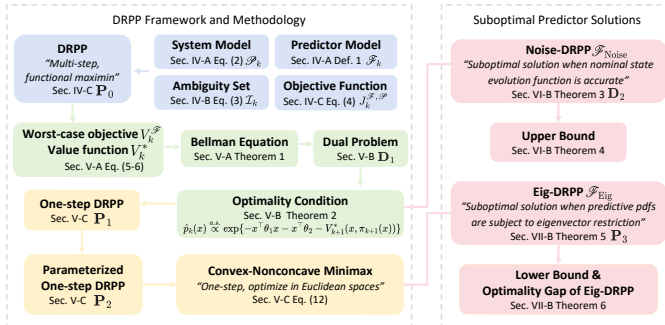 DRPP Framework and Methodology
DRPP
"Multi-step,
functional maximin"
Sec. IV-C P₀
System Model
Sec. IV-A Eq. (2) 𝒫ₖ
Predictor Model
Sec. IV-A Def. 1 ℱₖ
Ambiguity Set
Sec. IV-B Eq. (3) ℐₖ
Objective Function
Sec. IV-C Eq. (4) Jₖ^{ℱ,𝒫}
Worst-case objective Vₖ^ℱ
Value function Vₖ*
Sec. V-A Eq. (5-6)
Bellman Equation
Sec. V-A Theorem 1
Dual Problem
Sec. V-B D₁
Optimality Condition
Sec. V-B Theorem 2
p̂ₖ(x) ∝^{a.s.} exp{−x^⊤θ₁x − x^⊤θ₂ − V*ₖ₊₁(x, πₖ₊₁(x))}
One-step DRPP
Sec. V-C P₁
Parameterized
One-step DRPP
Sec. V-C P₂
Convex-Nonconcave Minimax
"One-step, optimize in Euclidean spaces"
Sec. V-C Eq. (12)
Suboptimal Predictor Solutions
Noise-DRPP ℱ_Noise
"Suboptimal solution when nominal state
evolution function is accurate"
Sec. VI-B Theorem 3 D₂
Upper Bound
Sec. VI-B Theorem 4
Eig-DRPP ℱ_Eig
"Suboptimal solution when predictive pdfs
are subject to eigenvector restriction"
Sec. VII-B Theorem 5 P₃
Lower Bound &
Optimality Gap of Eig-DRPP
Sec. VII-B Theorem 6